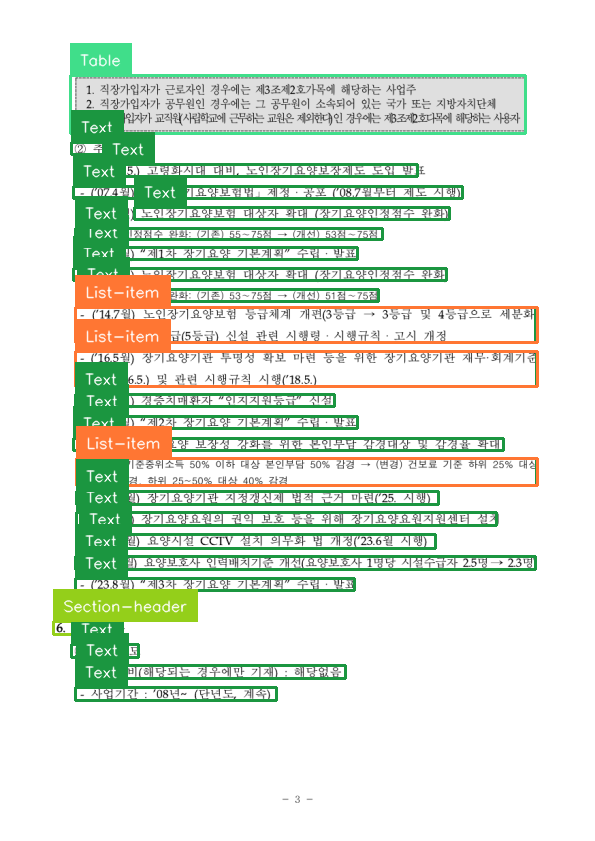 Table
1. 직장가입자가 근로자인 경우에는 제3조제2호가목에 해당하는 사업주
2. 직장가입자가 공무원인 경우에는 그 공무원이 소속되어 있는 국가 또는 지방자치단체
Text 입자가 교직원(사립학교에 근무하는 교원은 제외한다)인 경우에는 제3조제2호다목에 해당하는 사용자
⑵ Text
Text 5.) 고령화시대 대비, 노인장기요양보장제도 도입 발표
- ('07.4월) Text 요양보험법」 제정·공포 ('08.7월부터 제도 시행)
Text 노인장기요양보험 대상자 확대 (장기요양인정점수 완화)
Text 인정점수 완화: (기존) 55~75점 → (개선) 53~75점
Text 월) "제1차 장기요양 기본계획" 수립·발표
Text 노인장기요양보험 대상자 확대 (장기요양인정점수 완화)
List-item 완화: (기존) 53~75점 → (개선) 51~75점
- ('14.7월) 노인장기요양보험 등급체계 개편(3등급 → 3등급 및 4등급으로 세분화
List-item 급(5등급) 신설 관련 시행령·시행규칙·고시 개정
- ('16.5월) 장기요양기관 투명성 확보 마련 등을 위한 장기요양기관 재무·회계기준
Text 6.5.) 및 관련 시행규칙 시행('18.5.)
Text ) 경증치매환자 "인지지원등급" 신설
Text 월) "제2차 장기요양 기본계획" 수립·발표
List-item 요양 보장성 강화를 위한 본인부담 감경대상 및 감경율 확대
기준중위소득 50% 이하 대상 본인부담 50% 감경 → (변경) 건보료 기준 하위 25% 대상
Text 경, 하위 25~50% 대상 40% 감경
Text 월) 장기요양기관 지정갱신제 법적 근거 마련('25. 시행)
Text ) 장기요양요원의 권익 보호 등을 위해 장기요양요원지원센터 설치
Text 월) 요양시설 CCTV 설치 의무화 법 개정('23.6월 시행)
Text 월) 요양보호사 인력배치기준 개선(요양보호사 1명당 시설수급자 2.5명 → 2.3명
- ('23.8월) "제3차 장기요양 기본계획" 수립·발표
Section-header
6. Text
Text
Text 비(해당되는 경우에만 기재) : 해당없음
- 사업기간 : '08년~ (단년도, 계속)
- 3 -